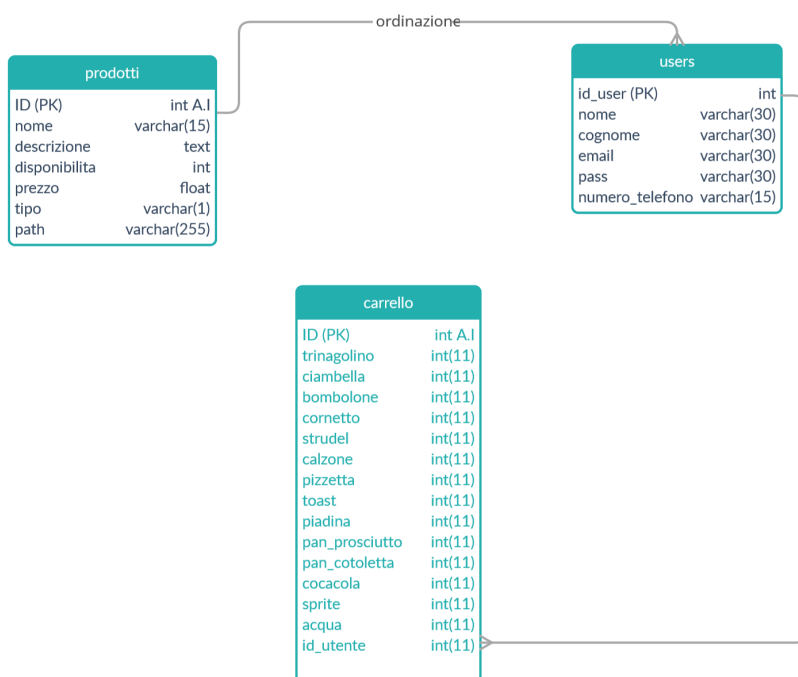 ordinazione
prodotti
ID (PK) int A.I
nome varchar(15)
descrizione text
disponibilita int
prezzo float
tipo varchar(1)
path varchar(255)
users
id_user (PK) int
nome varchar(30)
cognome varchar(30)
email varchar(30)
pass varchar(30)
numero_telefono varchar(15)
carrello
ID (PK) int A.I
trinagolino int(11)
ciambella int(11)
bombolone int(11)
cornetto int(11)
strudel int(11)
calzone int(11)
pizzetta int(11)
toast int(11)
piadina int(11)
pan_prosciutto int(11)
pan_cotoletta int(11)
cocacola int(11)
sprite int(11)
acqua int(11)
id_utente int(11)